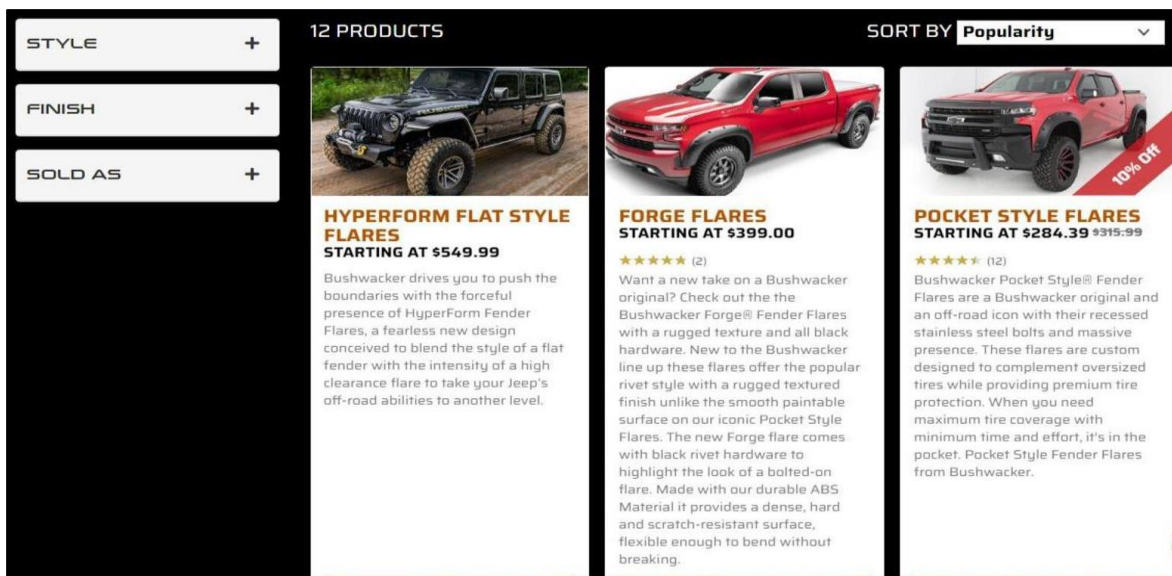 STYLE +
FINISH +
SOLD AS +
12 PRODUCTS
SORT BY Popularity
HYPERFORM FLAT STYLE
FLARES
STARTING AT $549.99
Bushwacker drives you to push the
boundaries with the forceful
presence of HyperForm Fender
Flares, a fearless new design
conceived to blend the style of a flat
fender with the intensity of a high
clearance flare to take your Jeep's
off-road abilities to another level.
FORGE FLARES
STARTING AT $399.00
★★★★★ (2)
Want a new take on a Bushwacker
original? Check out the the
Bushwacker Forge® Fender Flares
with a rugged texture and all black
hardware. New to the Bushwacker
line up these flares offer the popular
rivet style with a rugged textured
finish unlike the smooth paintable
surface on our iconic Pocket Style
Flares. The new Forge flare comes
with black rivet hardware to
highlight the look of a bolted-on
flare. Made with our durable ABS
Material it provides a dense, hard
and scratch-resistant surface,
flexible enough to bend without
breaking.
10% Off
POCKET STYLE FLARES
STARTING AT $284.39 $315.99
(12)
Bushwacker Pocket Style® Fender
Flares are a Bushwacker original and
an off-road icon with their recessed
stainless steel bolts and massive
presence. These flares are custom
designed to complement oversized
tires while providing premium tire
protection. When you need
maximum tire coverage with
minimum time and effort, it's in the
pocket. Pocket Style Fender Flares
from Bushwacker.